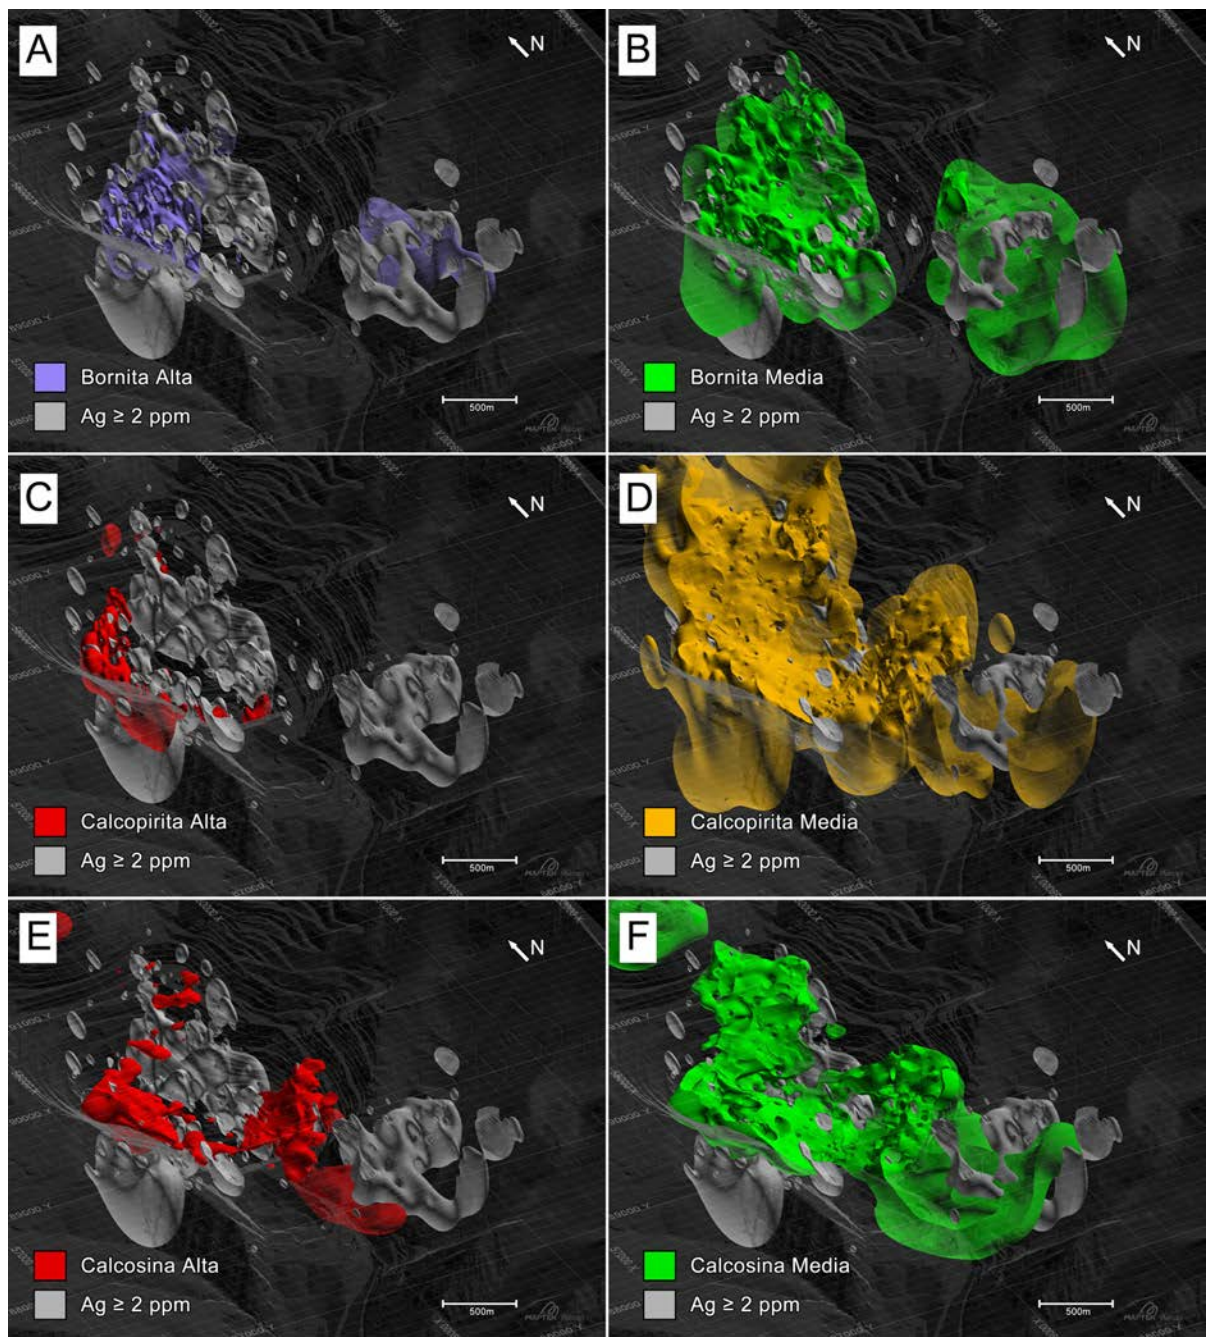 A
N
Bornita Alta
Ag ≥ 2 ppm
500m
B
N
Bornita Media
Ag ≥ 2 ppm
500m
C
N
Calcopirita Alta
Ag ≥ 2 ppm
500m
D
N
Calcopirita Media
Ag ≥ 2 ppm
500m
E
N
Calcosina Alta
Ag ≥ 2 ppm
500m
F
N
Calcosina Media
Ag ≥ 2 ppm
500m